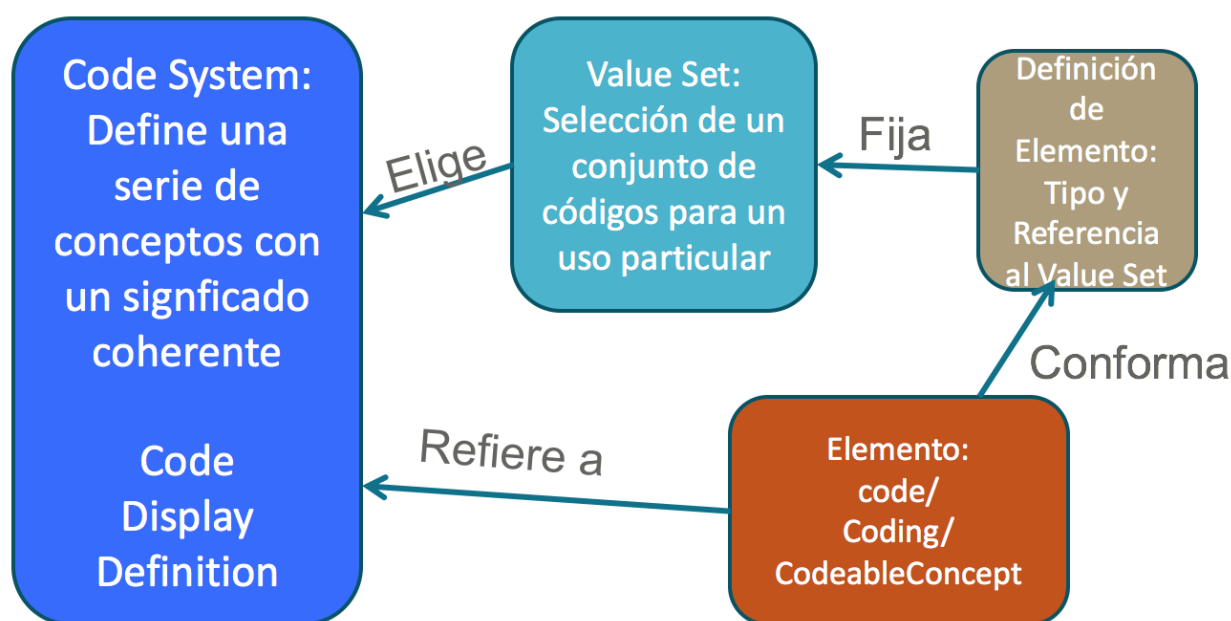 Code System:
Define una
serie de
conceptos con
un signficado
coherente
Code
Display
Definition
Elige
Value Set:
Selección de un
conjunto de
códigos para un
uso particular
Fija
Definición
de
Elemento:
Tipo y
Referencia
al Value Set
Conforma
Refiere a
Elemento:
code/
Coding/
CodeableConcept